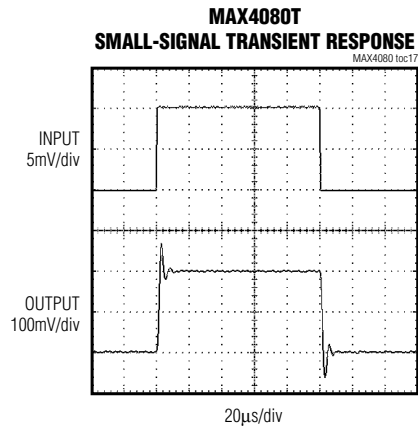 MAX4080T
SMALL-SIGNAL TRANSIENT RESPONSE
MAX4080 toc17
INPUT
5mV/div
OUTPUT
100mV/div
20μs/div